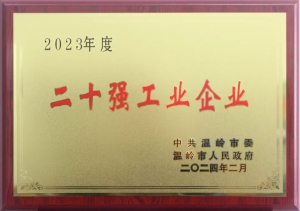 2023年度
二十强工业企业
中共温岭市委
温岭市人民政府
二〇二四年二月